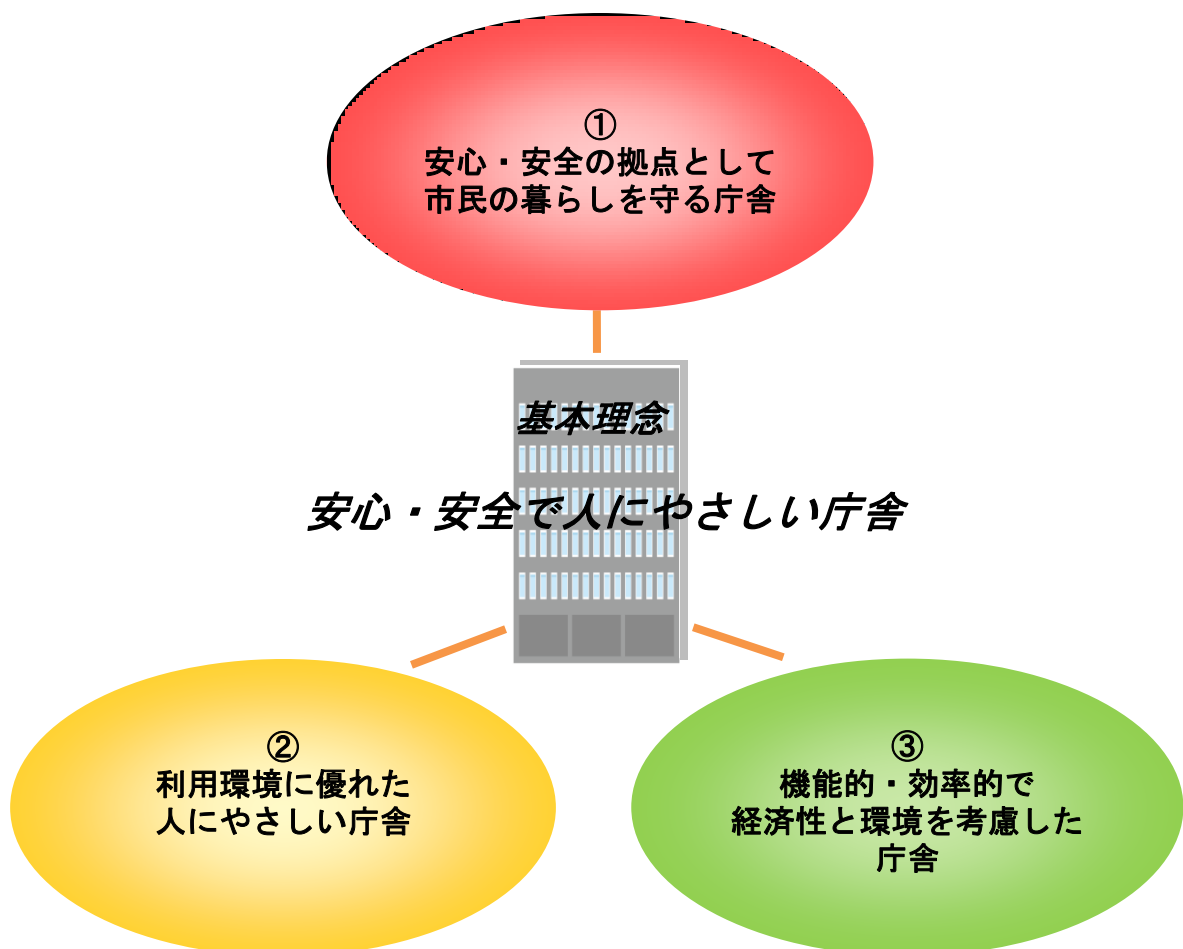 ①
安心・安全の拠点として
市民の暮らしを守る庁舎
基本理念
安心・安全で人にやさしい庁舎
②
利用環境に優れた
人にやさしい庁舎
③
機能的・効率的で
経済性と環境を考慮した
庁舎